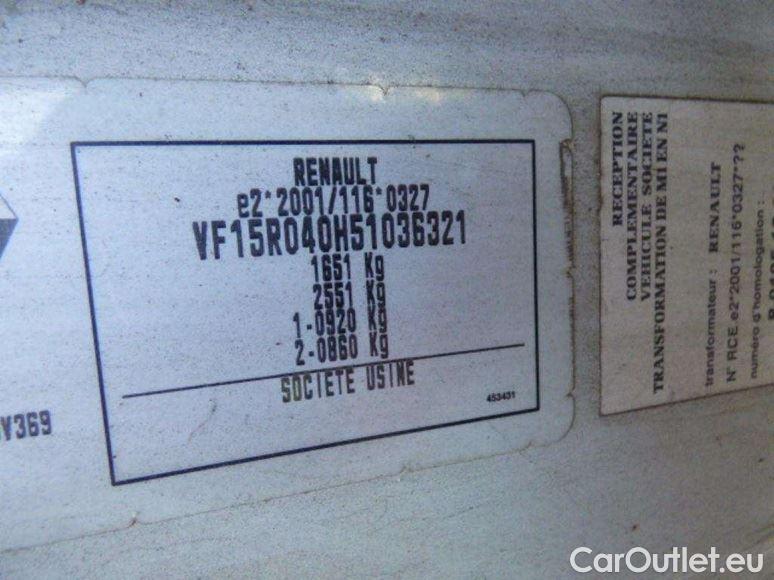 RENAULT
e2*2001/116*0327
VF15R040H51036321
1651 Kg
2551 Kg
1-0920 Kg
2-0860 Kg
SOCIETE USINE
453431
V369
RECEPTION
COMPLEMENTAIRE
VEHICULE SOCIETE
TRANSFORMATION DE M1 EN N1
transformateur : RENAULT
N° RCE.e2*2001/116*0327*??
numéro d'homologation :
CarOutlet.eu